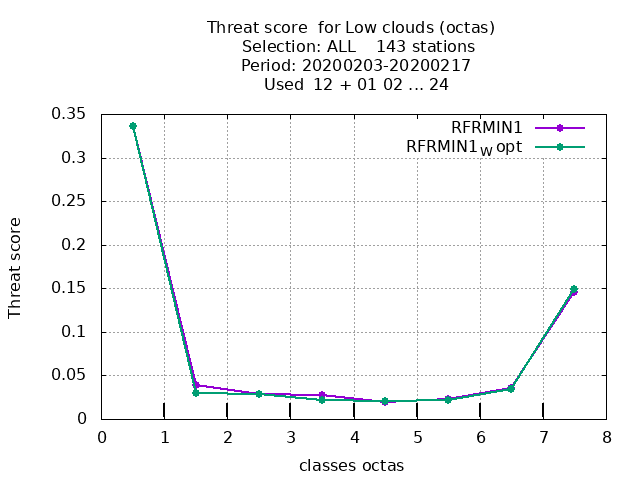 Threat score for Low clouds (octas)
Selection: ALL 143 stations
Period: 20200203-20200217
Used 12 + 01 02 ... 24
0.35
0.3
0.25
0.2
0.15
0.1
0.05
0
Threat score
RFRMIN1
RFRMIN1W opt
0 1 2 3 4 5 6 7 8
classes octas